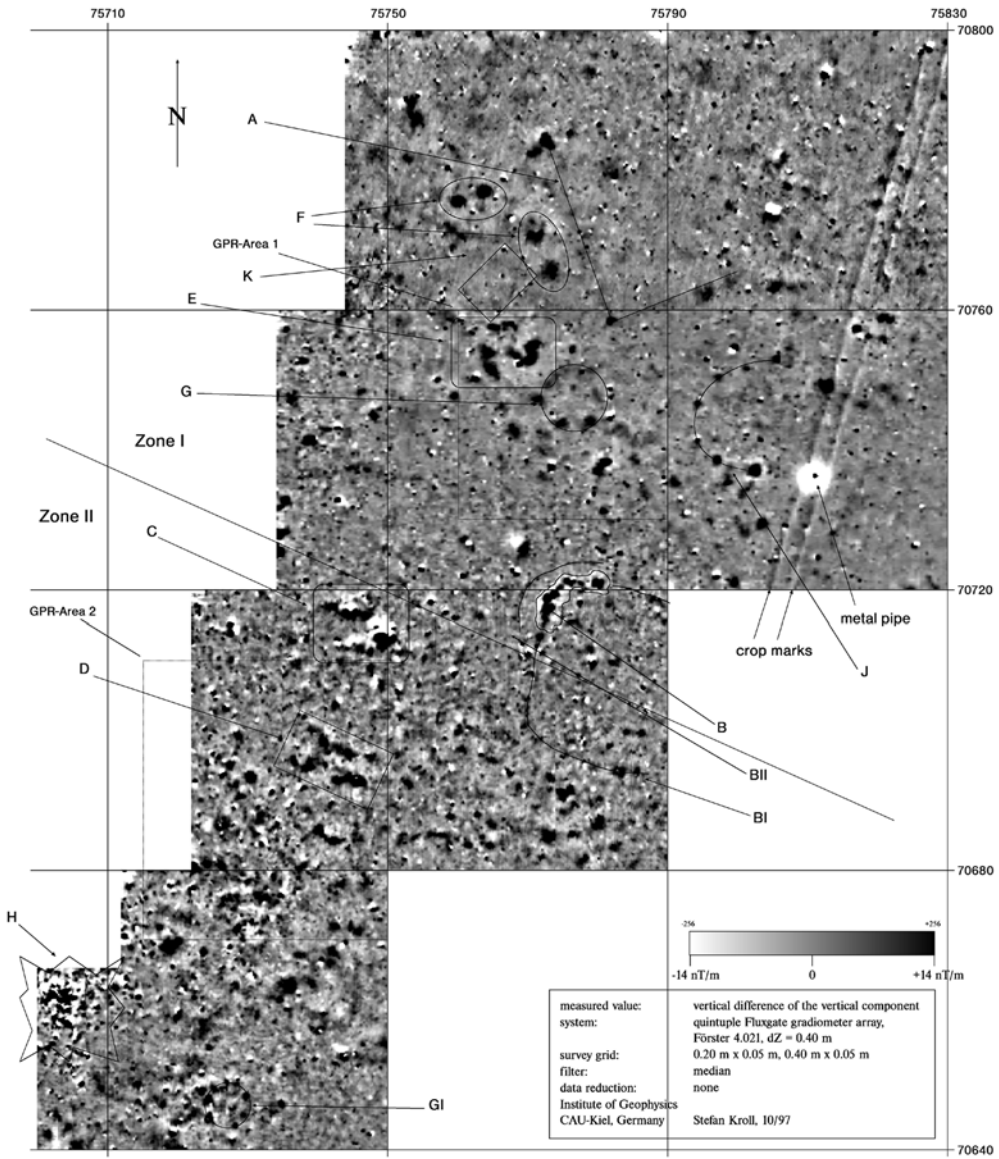 75710 75750 75790 75830
70800
N
A
F
GPR-Area 1
K
E
70760
G
Zone I
Zone II
C
70720
GPR-Area 2
metal pipe
crop marks
J
D
B
BII
BI
70680
H
-256 +256
-14 nT/m 0 +14 nT/m
measured value: vertical difference of the vertical component
system: quintuple Fluxgate gradiometer array,
Förster 4.021, dZ = 0.40 m
survey grid: 0.20 m x 0.05 m, 0.40 m x 0.05 m
filter: median
data reduction: none
Institute of Geophysics
CAU-Kiel, Germany Stefan Kroll, 10/97
GI
70640